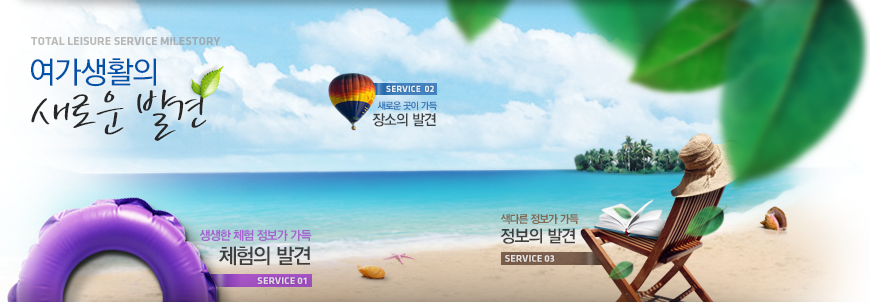 TOTAL LEISURE SERVICE MILESTORY
여가생활의
새로운 발견
SERVICE 02
새로운 곳이 가득
장소의 발견
생생한 체험 정보가 가득
체험의 발견
SERVICE 01
색다른 정보가 가득
정보의 발견
SERVICE 03